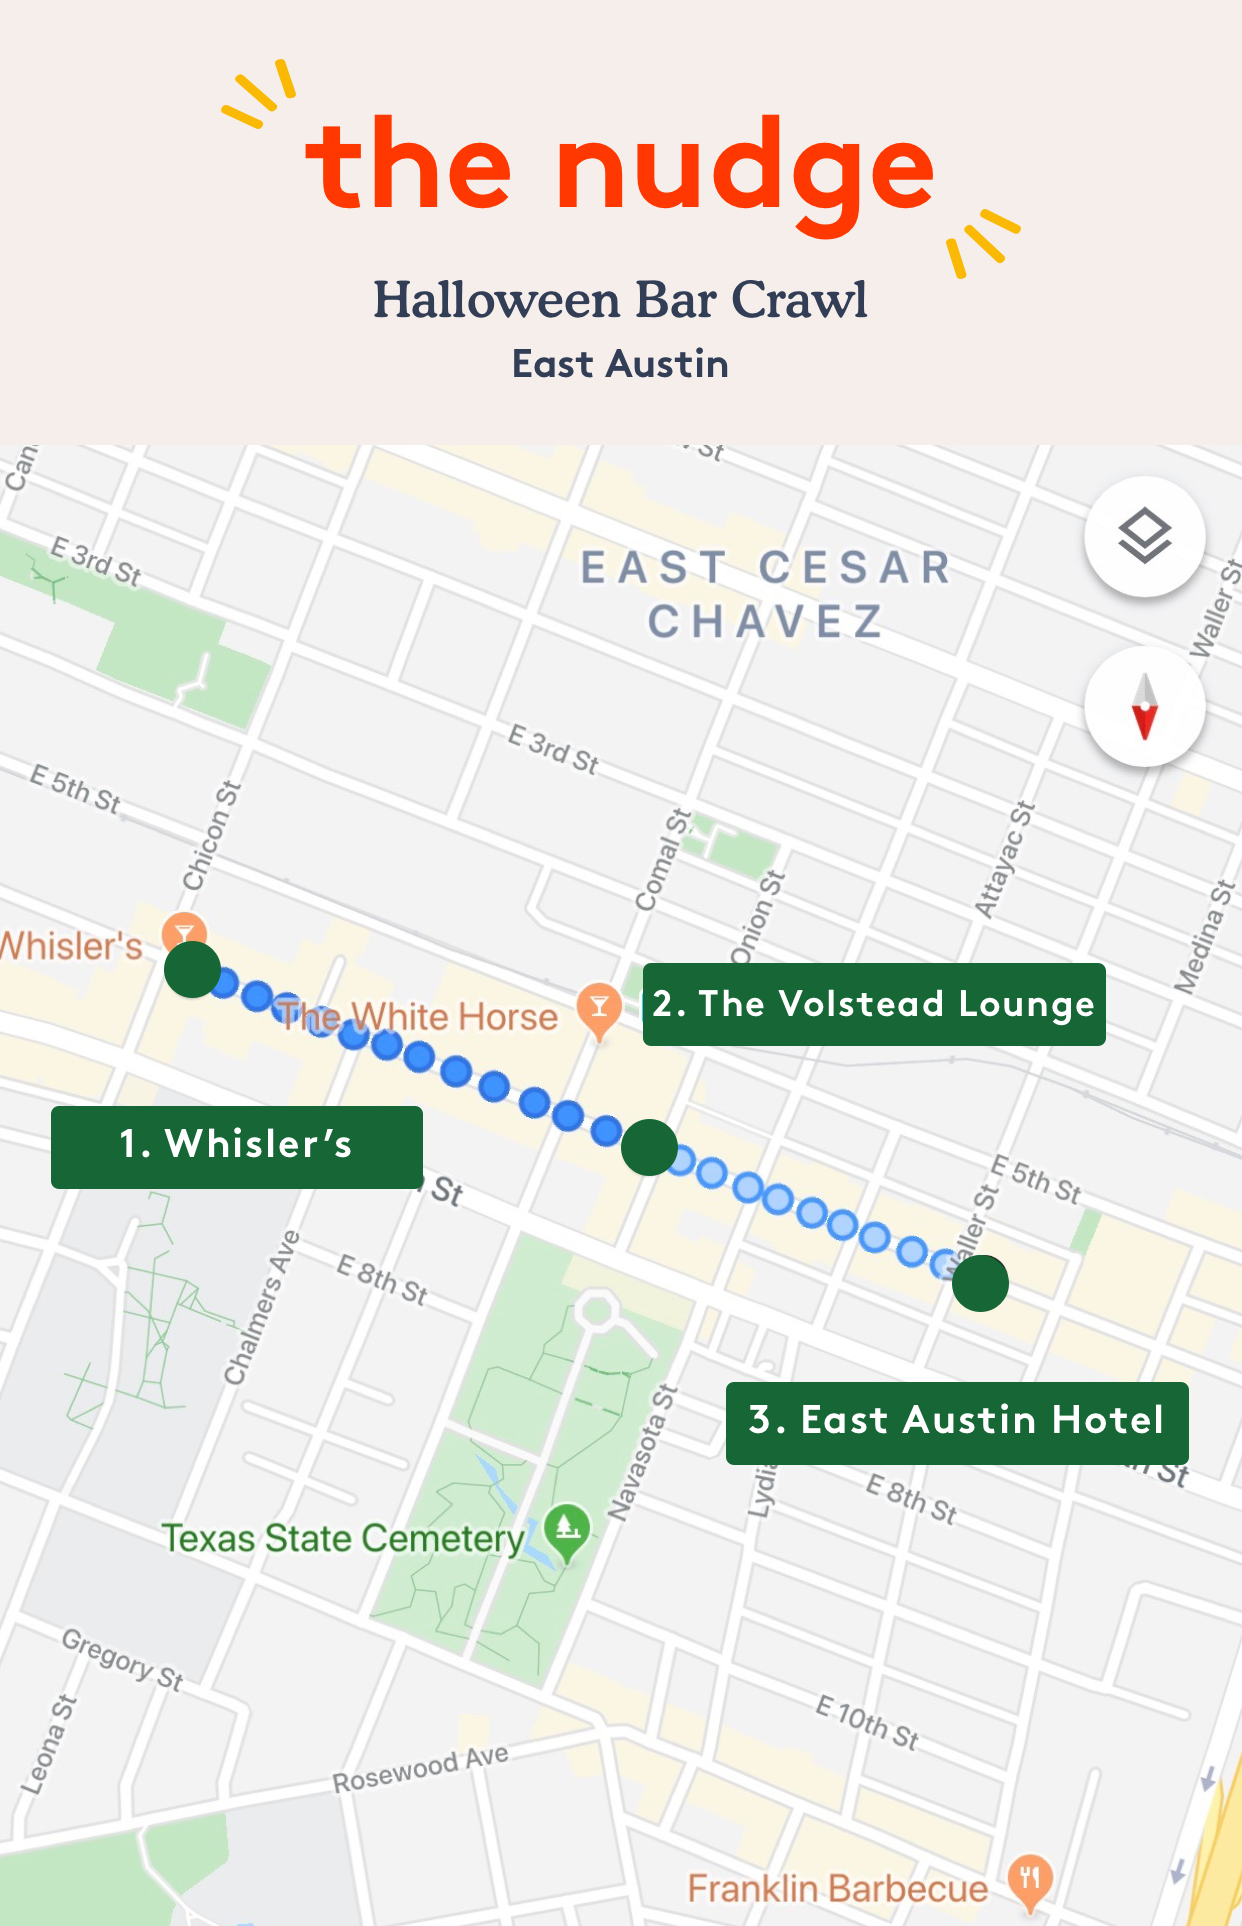 the nudge
Halloween Bar Crawl
East Austin
St
E 3rd St
EAST CESAR
CHAVEZ
Waller St
E 3rd St
E 5th St
Chicon St
Comal St
Onion St
Attayac St
Medina St
Whisler's
The White Horse
2. The Volstead Lounge
1. Whisler’s
St
E 5th St
Waller St
E 8th St
Chalmers Ave
3. East Austin Hotel
St
Navasota St
Lydia
E 8th St
Texas State Cemetery
Gregory St
Leona St
E 10th St
Rosewood Ave
Franklin Barbecue